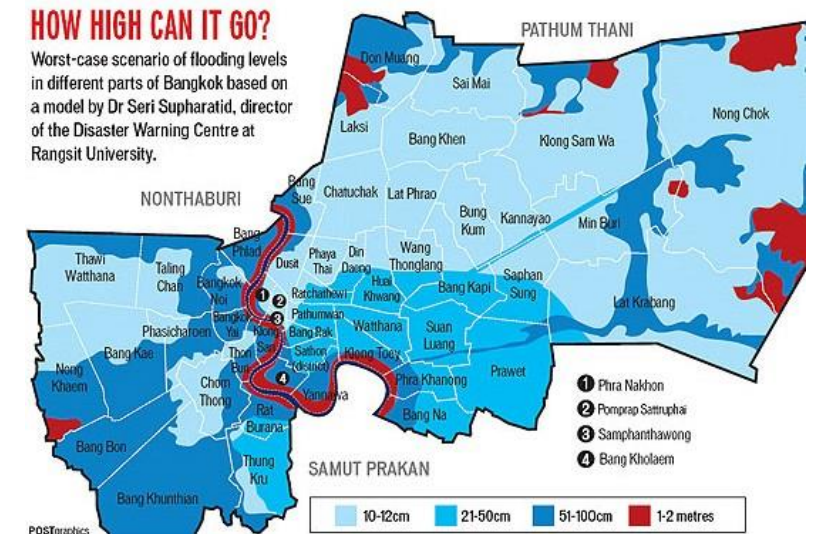 HOW HIGH CAN IT GO?
Worst-case scenario of flooding levels
in different parts of Bangkok based on
a model by Dr Seri Supharatid, director
of the Disaster Warning Centre at
Rangsit University.
PATHUM THANI
NONTHABURI
SAMUT PRAKAN
Don Muang
Sai Mai
Laksi
Bang Khen
Klong Sam Wa
Nong Chok
Bang
Sue
Chatuchak
Lat Phrao
Bung
Kum
Kannayao
Min Buri
Bang
Phlad
Dusit
Phaya
Thai
Din
Daeng
Wang
Thonglang
Thawi
Watthana
Taling
Chan
Bangkok
Noi
Ratchathewi
Huai
Khwang
Bang Kapi
Saphan
Sung
Lat Krabang
Bangkok
Yai
Klong
San
Pathumwan
Bang Rak
Watthana
Suan
Luang
Phasicharoen
Bang Kae
Thon
Buri
Sathon
(district)
Klong Toey
Nong
Khaem
Chom
Thong
Yannawa
Phra Khanong
Prawet
Rat
Burana
Bang Na
Bang Bon
Thung
Kru
Bang Khunthian
1
2
3
4
1 Phra Nakhon
2 Pomprap Sattruphai
3 Samphanthawong
4 Bang Kholaem
10-12cm
21-50cm
51-100cm
1-2 metres
POSTgraphics